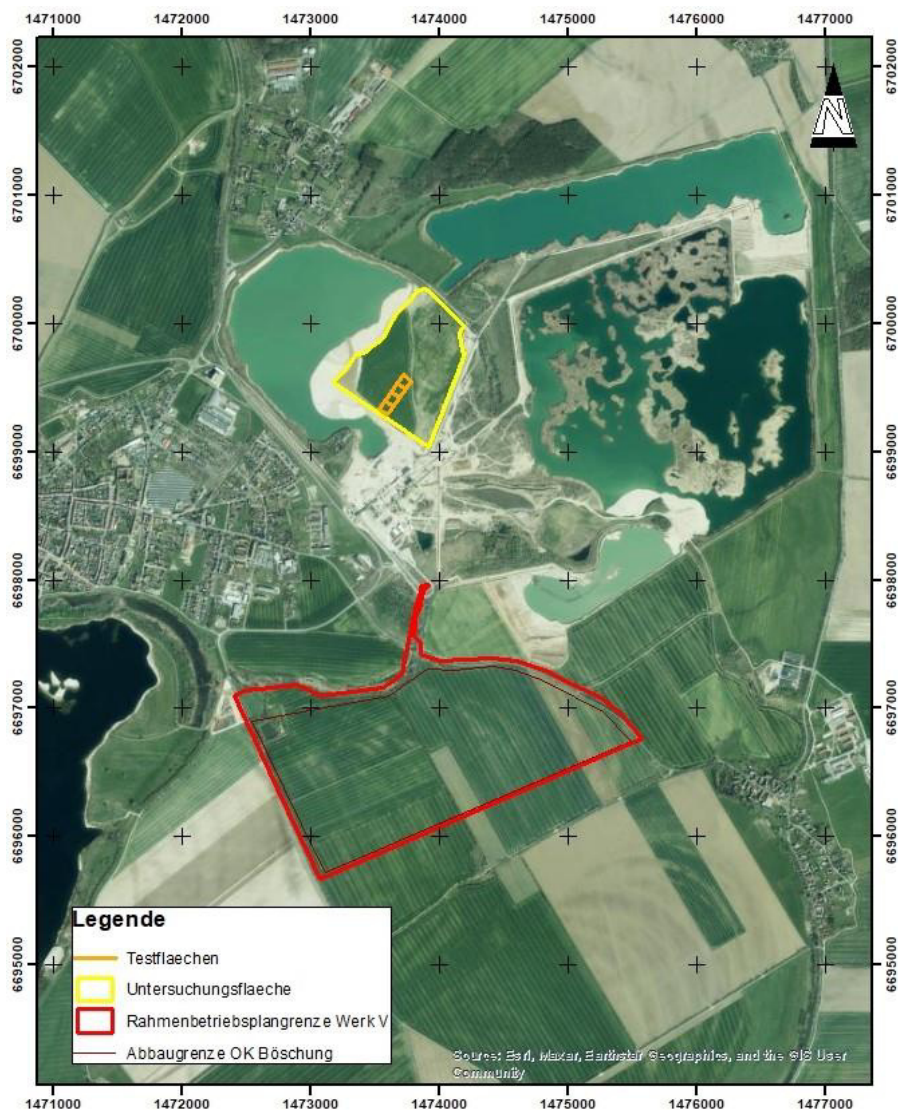 1471000 1472000 1473000 1474000 1475000 1476000 1477000
6702000 6702000
6701000 6701000
6700000 6700000
6699000 6699000
6698000 6698000
6697000 6697000
6696000 6696000
6695000 6695000
N
Legende
Testflaechen
Untersuchungsflaeche
Rahmenbetriebsplangrenze Werk V
Abbaugrenze OK Böschung
Source: Esri, Maxar, Earthstar Geographics, and the GIS User
Community
1471000 1472000 1473000 1474000 1475000 1476000 1477000